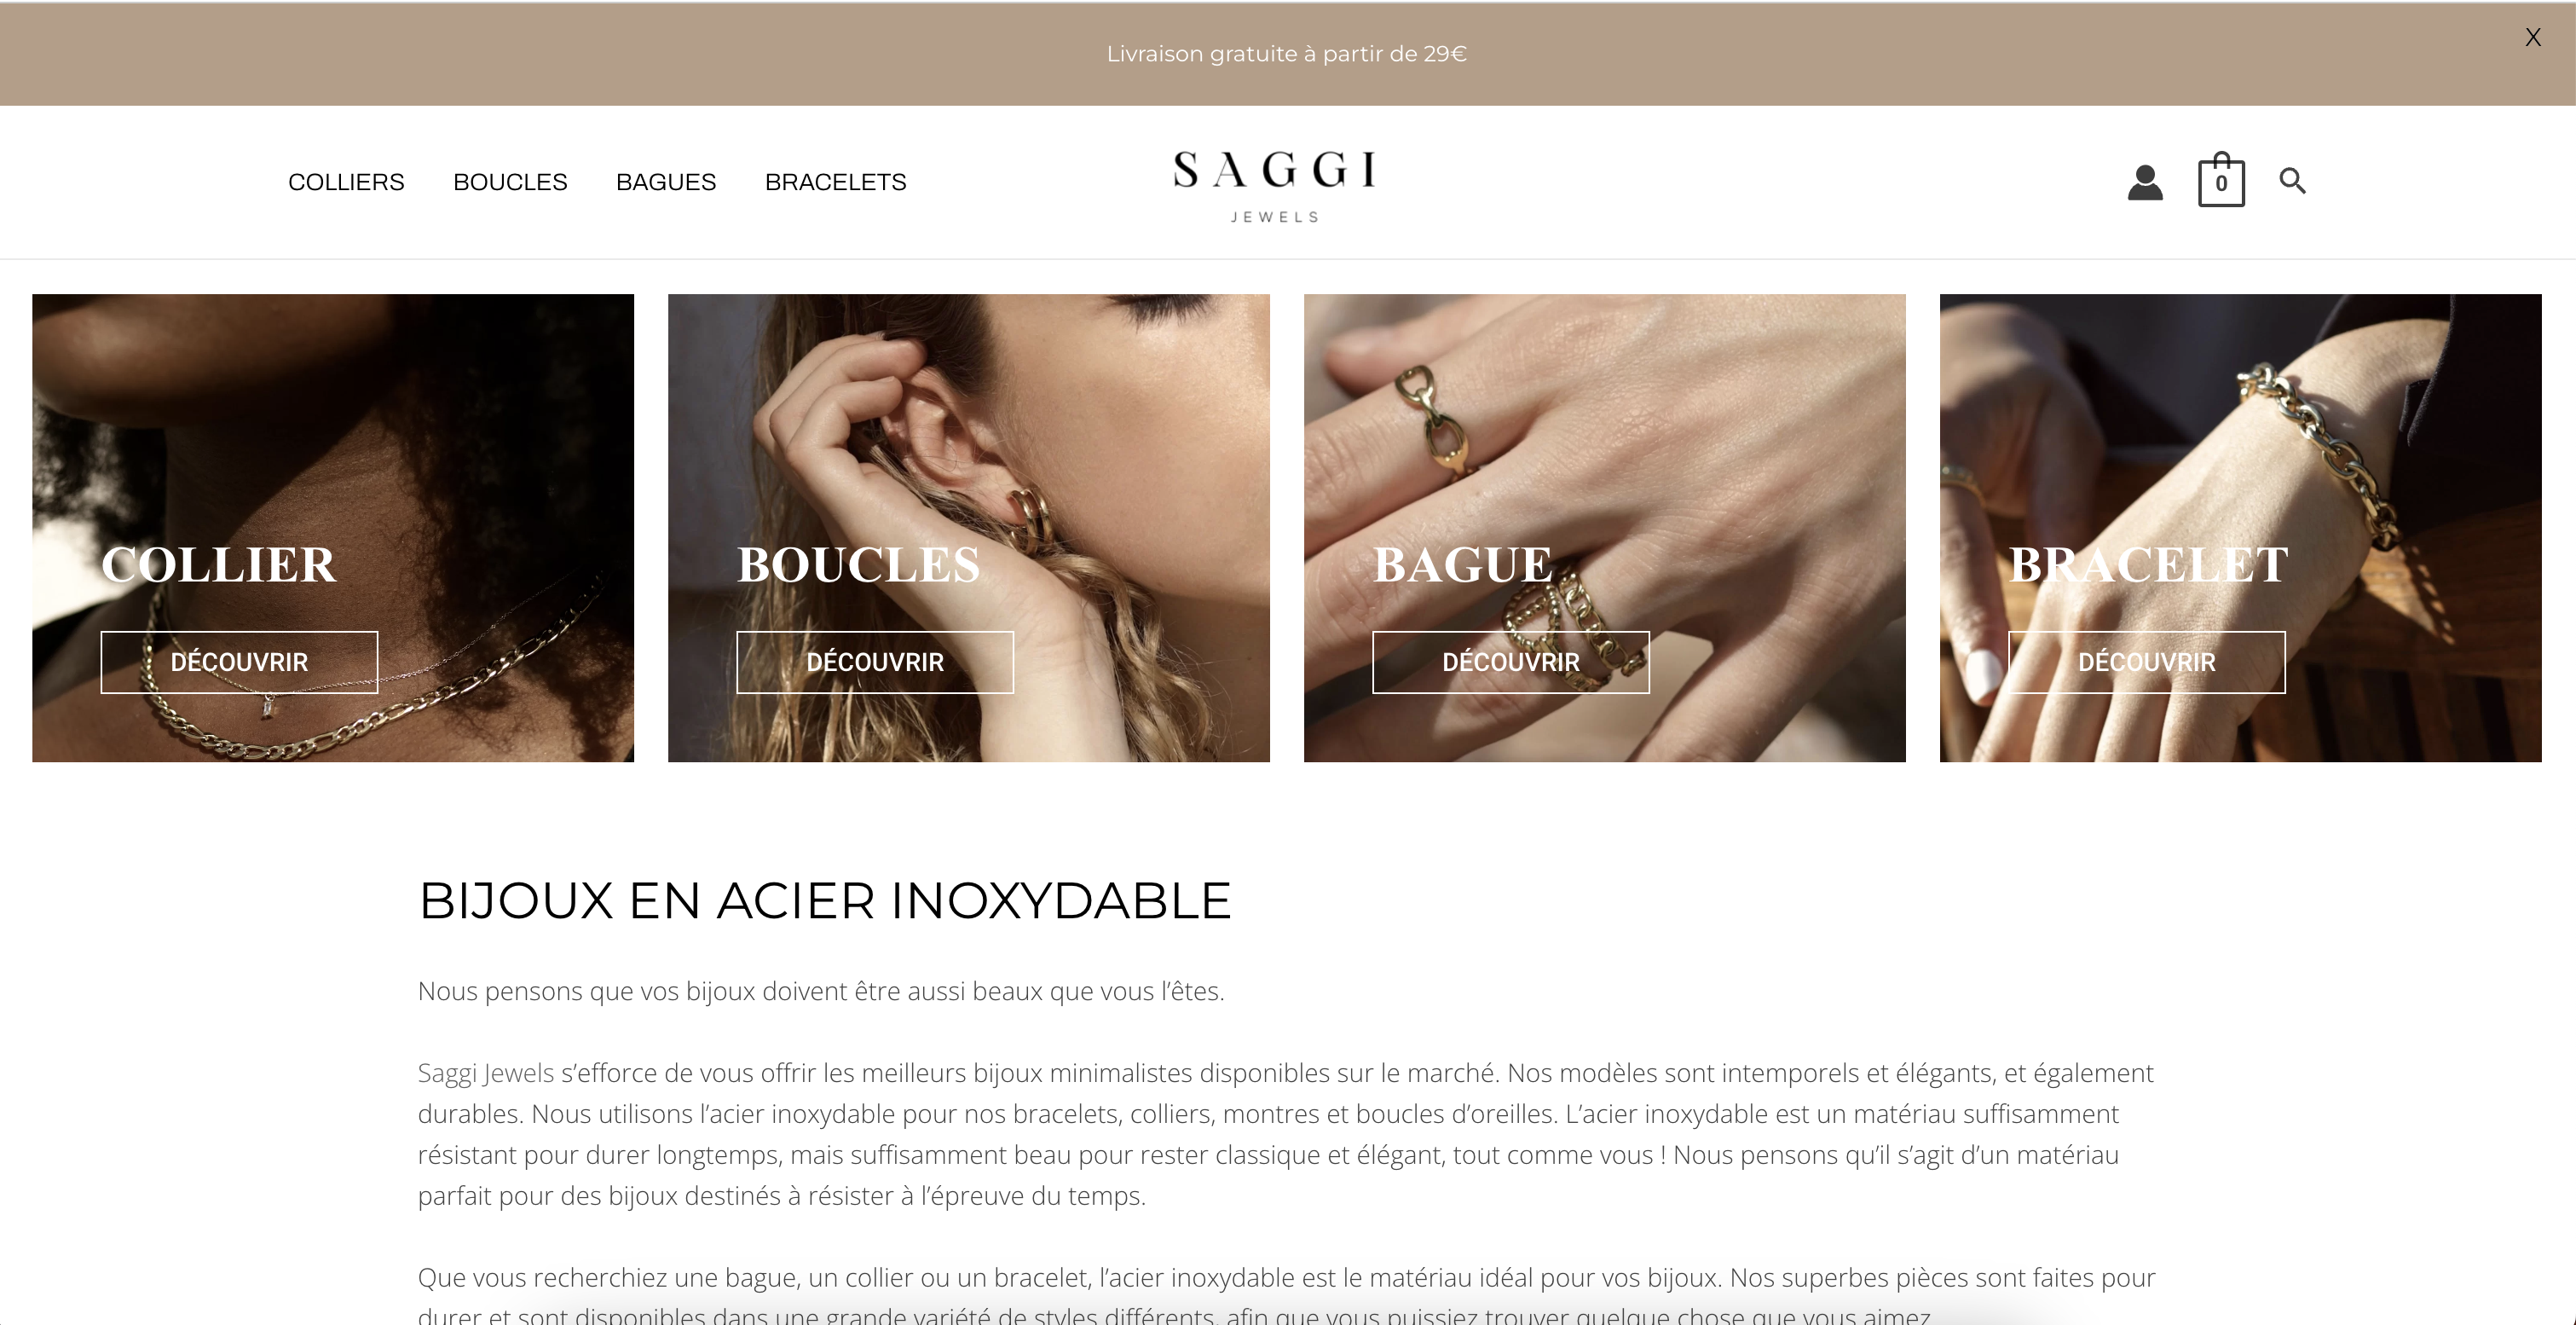 Livraison gratuite à partir de 29€
X
COLLIERS BOUCLES BAGUES BRACELETS
SAGGI
JEWELS
0
COLLIER
DÉCOUVRIR
BOUCLES
DÉCOUVRIR
BAGUE
DÉCOUVRIR
BRACELET
DÉCOUVRIR
BIJOUX EN ACIER INOXYDABLE
Nous pensons que vos bijoux doivent être aussi beaux que vous l’êtes.
Saggi Jewels s’efforce de vous offrir les meilleurs bijoux minimalistes disponibles sur le marché. Nos modèles sont intemporels et élégants, et également
durables. Nous utilisons l’acier inoxydable pour nos bracelets, colliers, montres et boucles d’oreilles. L’acier inoxydable est un matériau suffisamment
résistant pour durer longtemps, mais suffisamment beau pour rester classique et élégant, tout comme vous ! Nous pensons qu’il s’agit d’un matériau
parfait pour des bijoux destinés à résister à l’épreuve du temps.
Que vous recherchiez une bague, un collier ou un bracelet, l’acier inoxydable est le matériau idéal pour vos bijoux. Nos superbes pièces sont faites pour
durer et sont disponibles dans une grande variété de styles différents, afin que vous puissiez trouver quelque chose que vous aimez